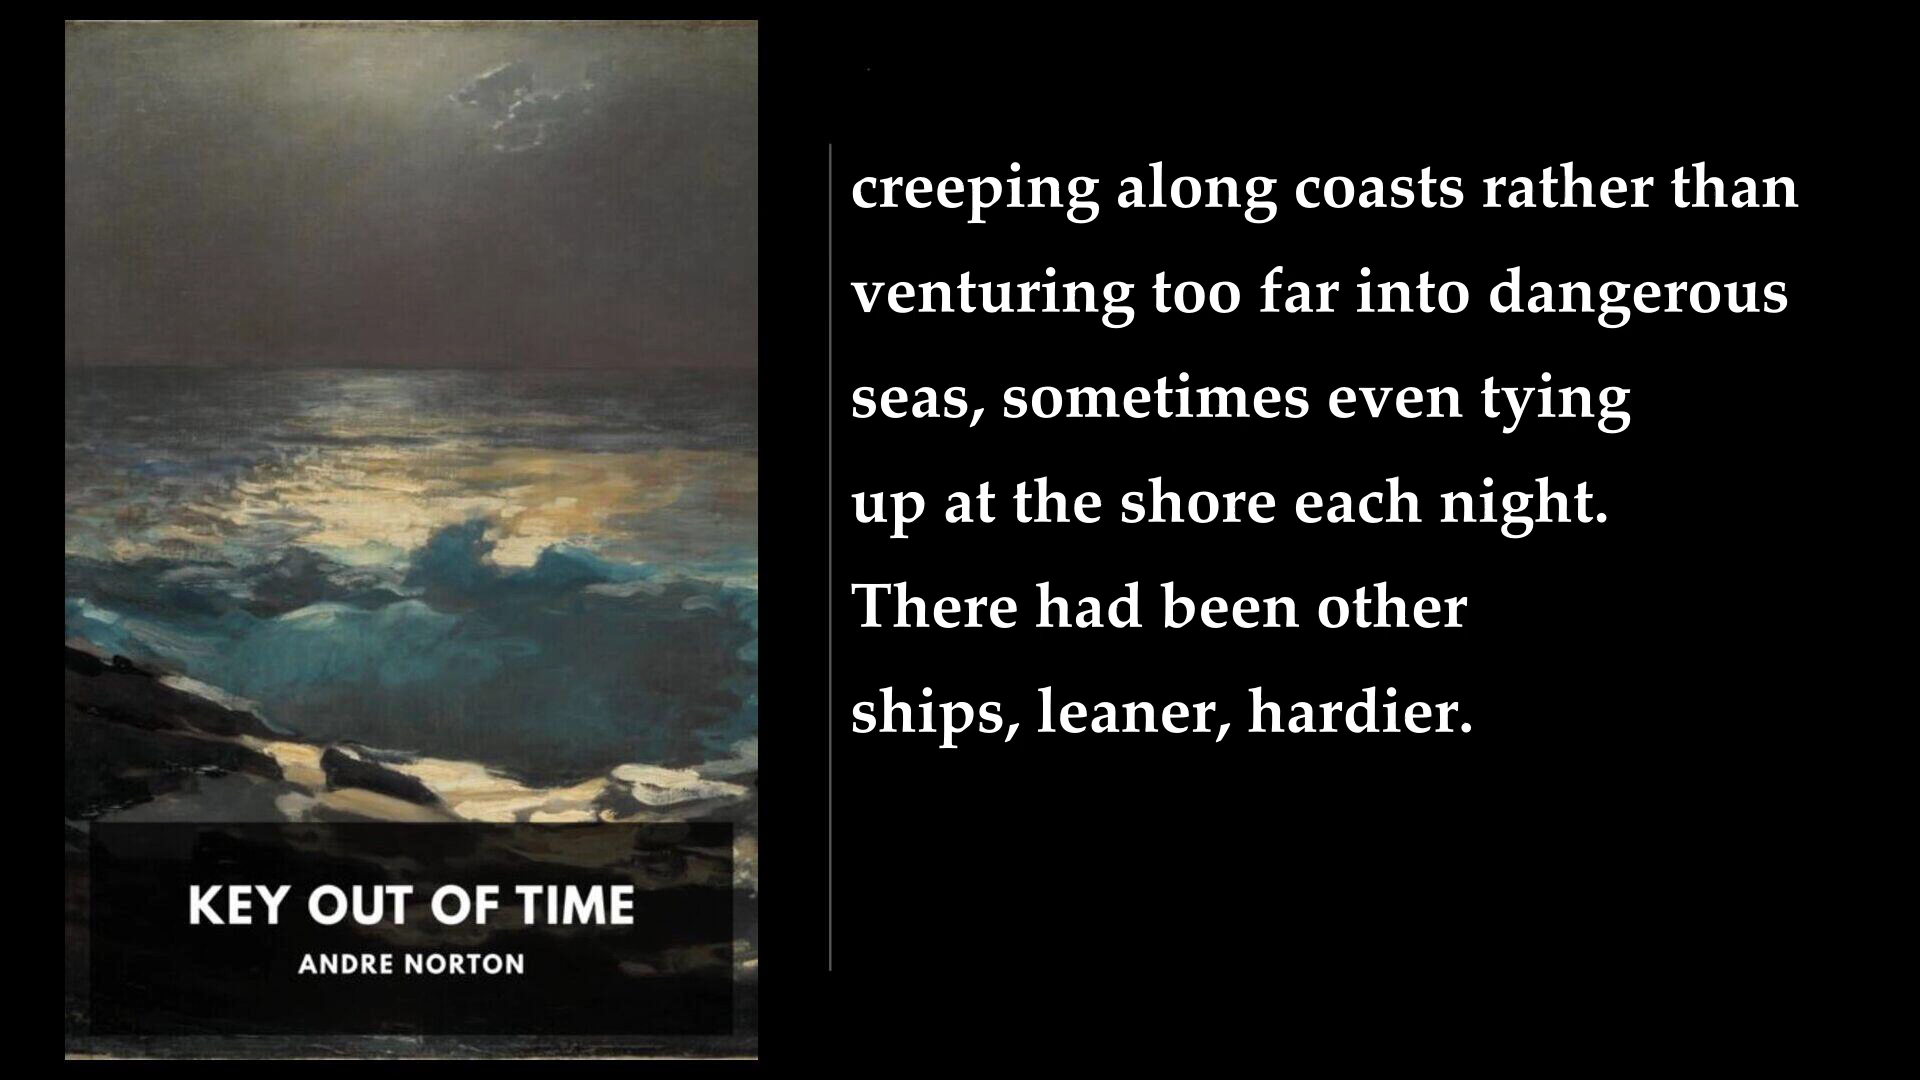 creeping along coasts rather than
venturing too far into dangerous
seas, sometimes even tying
up at the shore each night.
There had been other
ships, leaner, hardier.
KEY OUT OF TIME
ANDRE NORTON